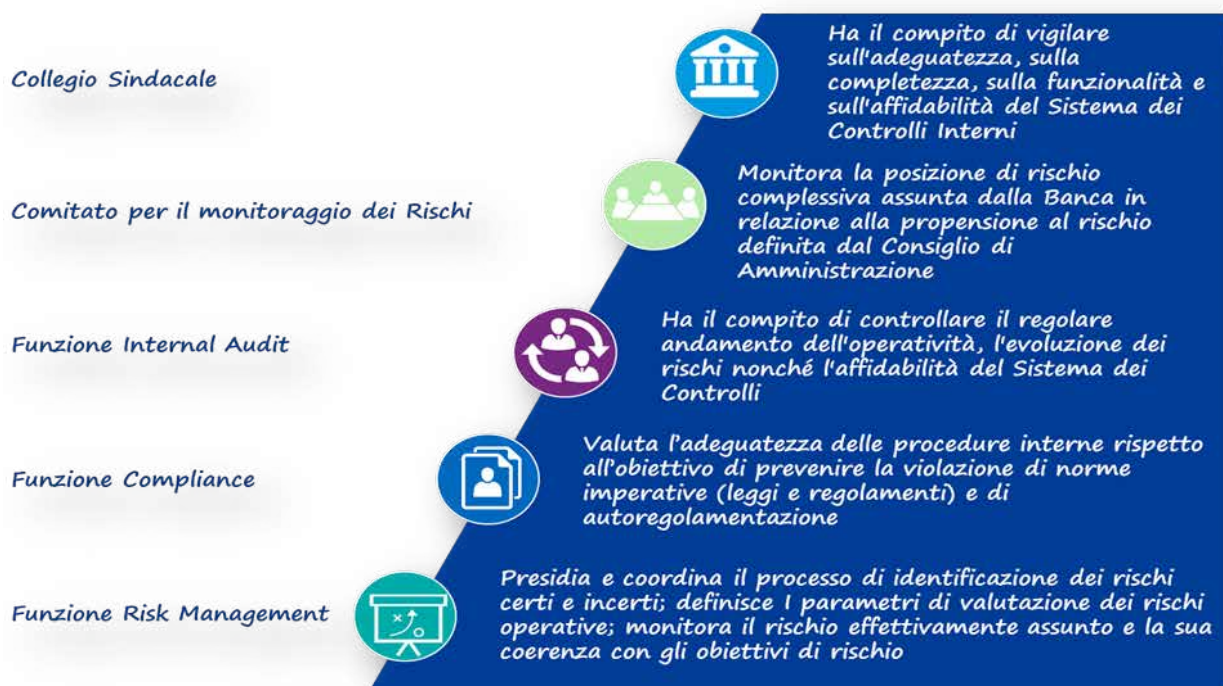 Collegio Sindacale
Ha il compito di vigilare
sull'adeguatezza, sulla
completezza, sulla funzionalità e
sull'affidabilità del Sistema dei
Controlli Interni
Comitato per il monitoraggio dei Rischi
Monitora la posizione di rischio
complessiva assunta dalla Banca in
relazione alla propensione al rischio
definita dal Consiglio di
Amministrazione
Funzione Internal Audit
Ha il compito di controllare il regolare
andamento dell'operatività, l'evoluzione dei
rischi nonché l'affidabilità del Sistema dei
Controlli
Funzione Compliance
Valuta l'adeguatezza delle procedure interne rispetto
all'obiettivo di prevenire la violazione di norme
imperative (leggi e regolamenti) e di
autoregolamentazione
Funzione Risk Management
Presidia e coordina il processo di identificazione dei rischi
certi e incerti; definisce I parametri di valutazione dei rischi
operative; monitora il rischio effettivamente assunto e la sua
coerenza con gli obiettivi di rischio